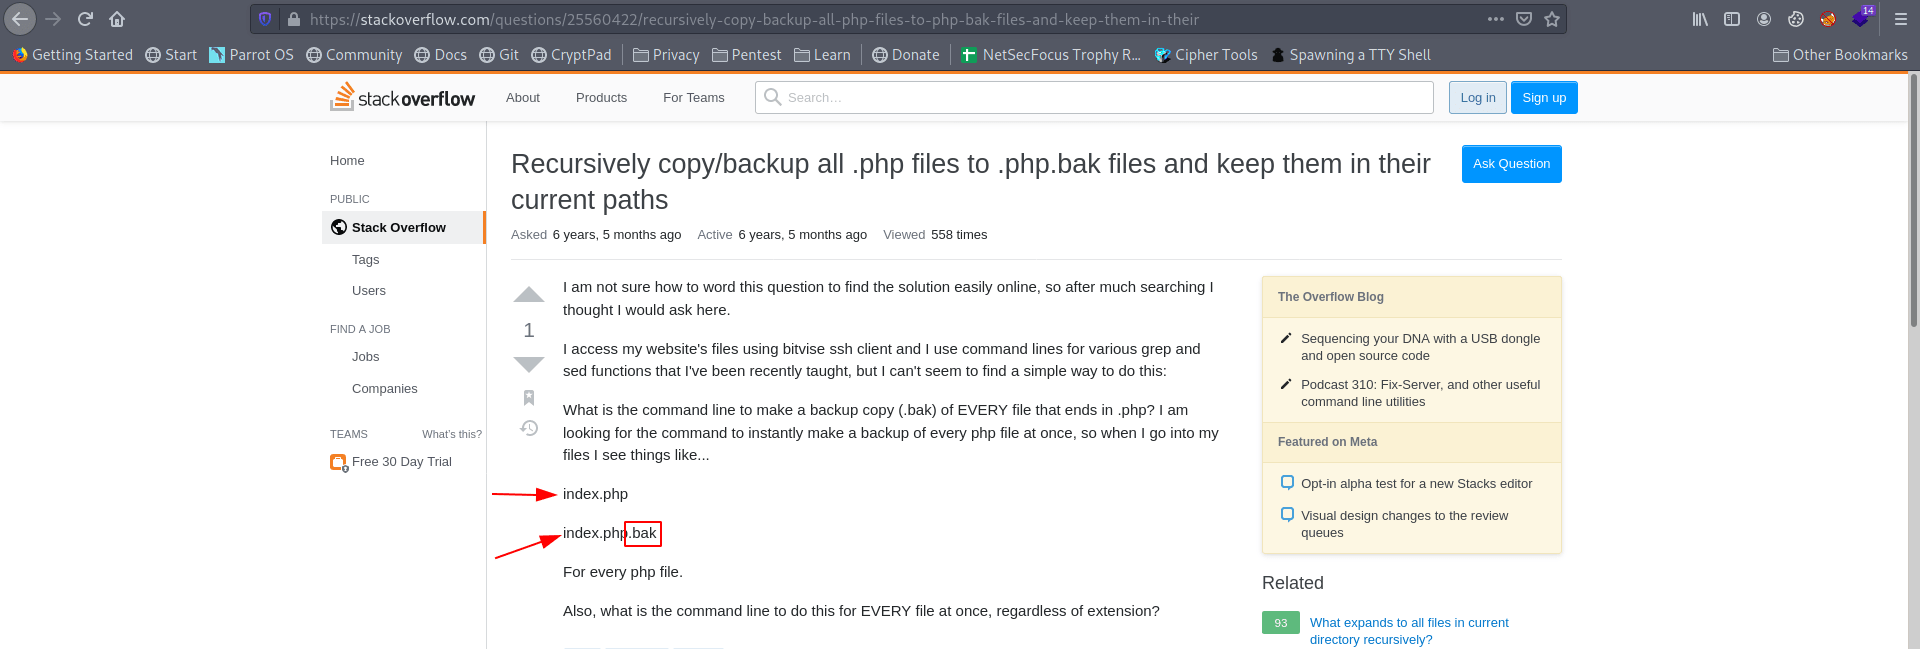 https://stackoverflow.com/questions/25560422/recursively-copy-backup-all-php-files-to-php-bak-files-and-keep-them-in-their
14
Getting Started Start Parrot OS Community Docs Git CryptPad Privacy Pentest Learn Donate NetSecFocus Trophy R... Cipher Tools Spawning a TTY Shell Other Bookmarks
stackoverflow About Products For Teams Search... Log in Sign up
Home
PUBLIC
Stack Overflow
Tags
Users
FIND A JOB
Jobs
Companies
TEAMS What's this?
Free 30 Day Trial
Recursively copy/backup all .php files to .php.bak files and keep them in their
current paths
Ask Question
Asked 6 years, 5 months ago Active 6 years, 5 months ago Viewed 558 times
1
I am not sure how to word this question to find the solution easily online, so after much searching I
thought I would ask here.
I access my website's files using bitvise ssh client and I use command lines for various grep and
sed functions that I've been recently taught, but I can't seem to find a simple way to do this:
What is the command line to make a backup copy (.bak) of EVERY file that ends in .php? I am
looking for the command to instantly make a backup of every php file at once, so when I go into my
files I see things like...
index.php
index.php.bak
For every php file.
Also, what is the command line to do this for EVERY file at once, regardless of extension?
The Overflow Blog
Sequencing your DNA with a USB dongle
and open source code
Podcast 310: Fix-Server, and other useful
command line utilities
Featured on Meta
Opt-in alpha test for a new Stacks editor
Visual design changes to the review
queues
Related
93 What expands to all files in current
directory recursively?